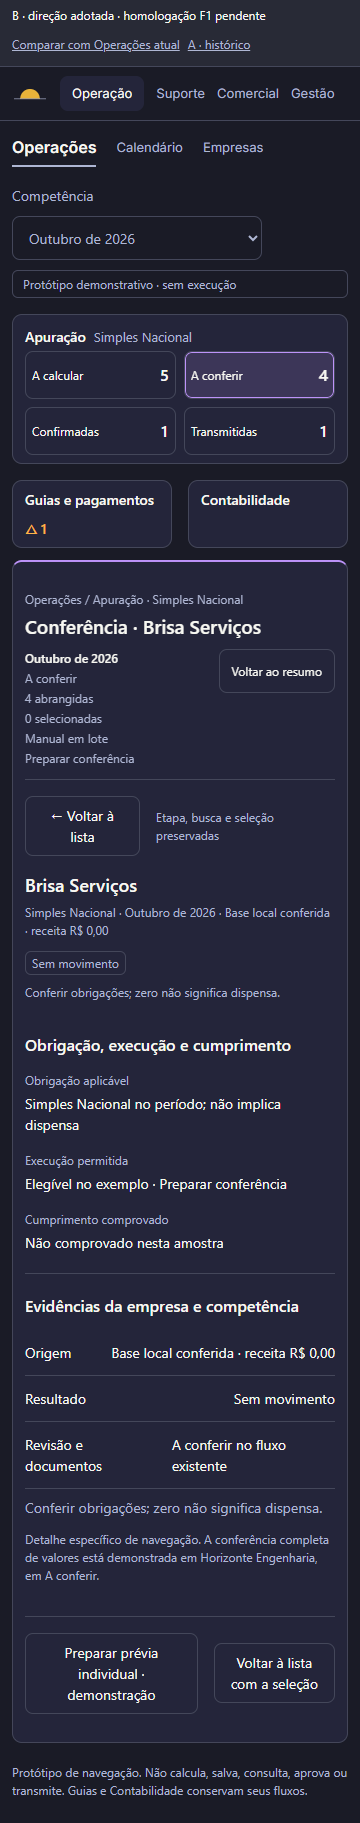 B · direção adotada · homologação F1 pendente
Comparar com Operações atual A · histórico
Operação Suporte Comercial Gestão
Operações Calendário Empresas
Competência
Outubro de 2026
Protótipo demonstrativo · sem execução
Apuração Simples Nacional
A calcular 5 A conferir 4
Confirmadas 1 Transmitidas 1
Guias e pagamentos Contabilidade
△ 1
Operações / Apuração · Simples Nacional
Conferência · Brisa Serviços
Outubro de 2026
A conferir
4 abrangidas
0 selecionadas
Manual em lote
Preparar conferência
Voltar ao resumo
← Voltar à
lista
Etapa, busca e seleção
preservadas
Brisa Serviços
Simples Nacional · Outubro de 2026 · Base local conferida
· receita R$ 0,00
Sem movimento
Conferir obrigações; zero não significa dispensa.
Obrigação, execução e cumprimento
Obrigação aplicável
Simples Nacional no período; não implica
dispensa
Execução permitida
Elegível no exemplo · Preparar conferência
Cumprimento comprovado
Não comprovado nesta amostra
Evidências da empresa e competência
Origem Base local conferida · receita R$ 0,00
Resultado Sem movimento
Revisão e
documentos
A conferir no fluxo
existente
Conferir obrigações; zero não significa dispensa.
Detalhe específico de navegação. A conferência completa
de valores está demonstrada em Horizonte Engenharia,
em A conferir.
Preparar prévia
individual ·
demonstração
Voltar à lista
com a seleção
Protótipo de navegação. Não calcula, salva, consulta, aprova ou
transmite. Guias e Contabilidade conservam seus fluxos.